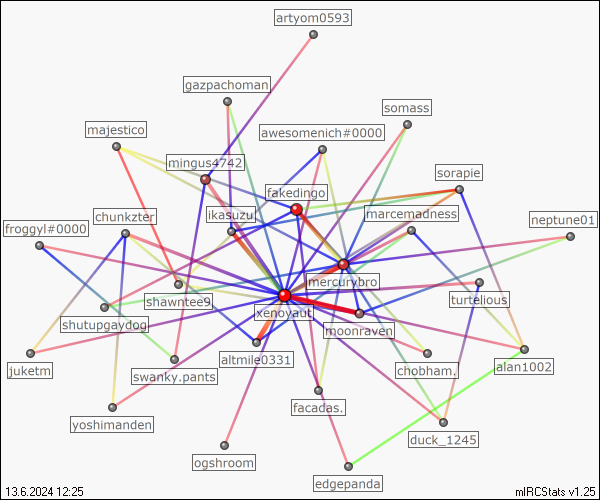 artyom0593
gazpachoman
somass
majestico
awesomenich#0000
mingus4742
sorapie
fakedingo
chunkzter
ikasuzu
marcemadness
froggyl#0000
neptune01
mercurybro
shawntee9
turtelious
shutupgaydog
xenoyaut
moonraven
altmile0331
juketm
swanky.pants
chobham.
alan1002
facadas.
yoshimanden
duck_1245
ogshroom
edgepanda
13.6.2024 12:25
mIRCStats v1.25